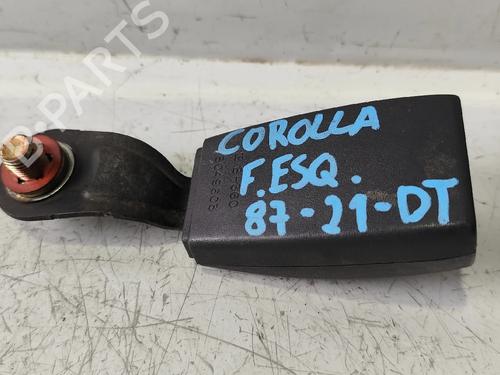 B-PARTS
COROLLA
F.ESQ.
87-21-DT